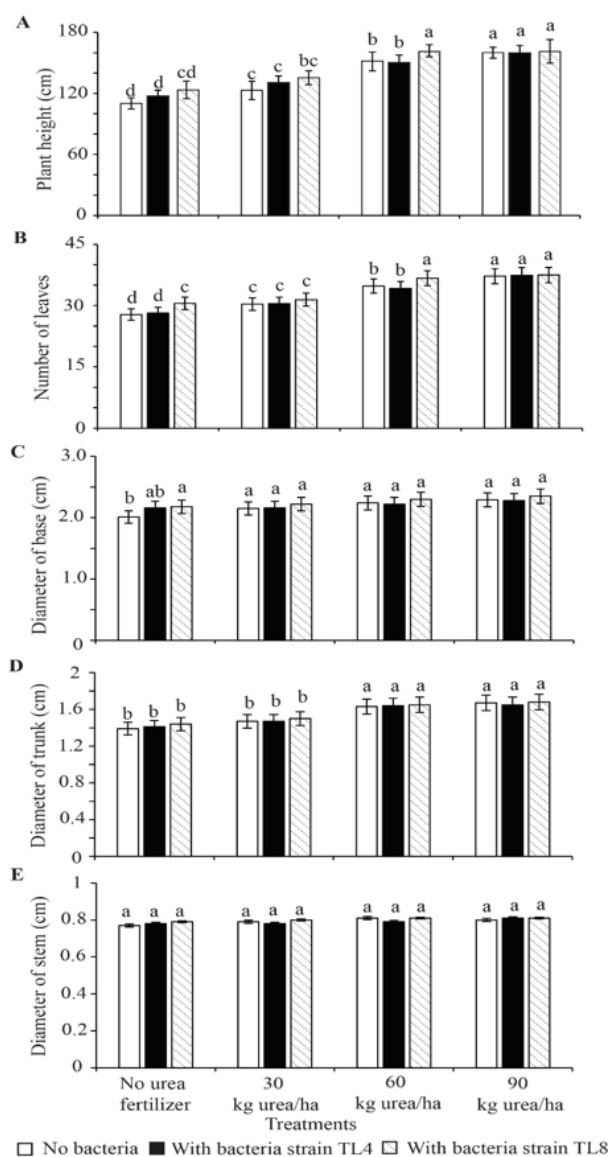 A
180
120
60
0
Plant height (cm)
d d cd c c bc b b a a a a
B
45
30
15
0
Number of leaves
d d c c c c b b a a a a
C
3.0
2.0
1.0
0
Diameter of base (cm)
b ab a a a a a a a a a a
D
2
1.6
1.2
0.8
0.4
0
Diameter of trunk (cm)
b b b b b b a a a a a a
E
1
0.8
0.6
0.4
0.2
0
Diameter of stem (cm)
a a a a a a a a a a a a
No urea fertilizer
30 kg urea/ha
60 kg urea/ha
90 kg urea/ha
Treatments
No bacteria With bacteria strain TL4 With bacteria strain TL8